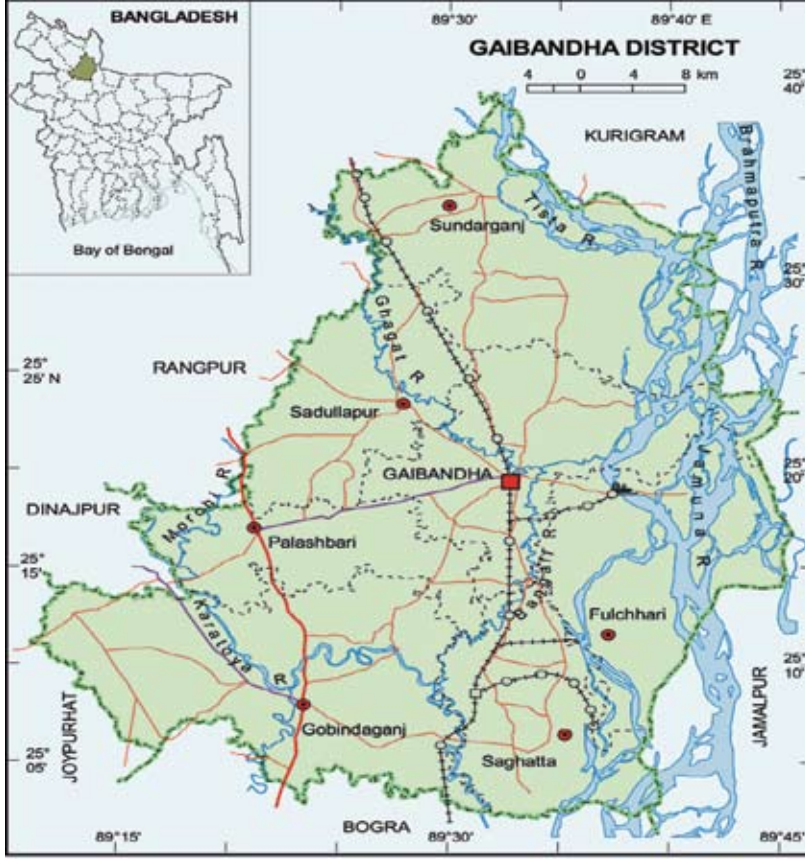 BANGLADESH
Bay of Bengal
89°30'
89°40' E
GAIBANDHA DISTRICT
4 0 4 8 km
25°
40'
KURIGRAM
Brahmaputra R
Tista R.
Sundarganj
25°
30'
Ghagat R
RANGPUR
25°
25' N
Sadullapur
GAIBANDHA
25°
20'
Jamuna R
DINAJPUR
Morohi R
Palashbari
Bangali R.
25°
15'
Karatoya R
Fulchhari
25°
10'
JOYPURHAT
Gobindaganj
Saghatta
JAMALPUR
25°
05'
BOGRA
89°15'
89°30'
89°45'